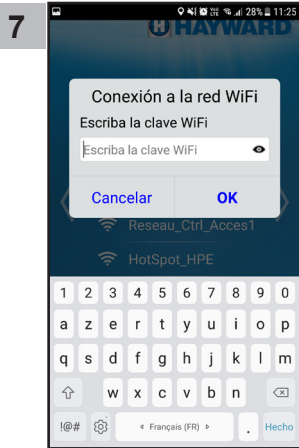 7
28% 11:25
HAYWARD
Conexión a la red WiFi
Escriba la clave WiFi
Escriba la clave WiFi
Cancelar OK
Reseau_Ctrl_Acces1
HotSpot_HPE
1 2 3 4 5 6 7 8 9 0
a z e r t y u i o p
q s d f g h j k l m
w x c v b n
!@# Français (FR) . Hecho